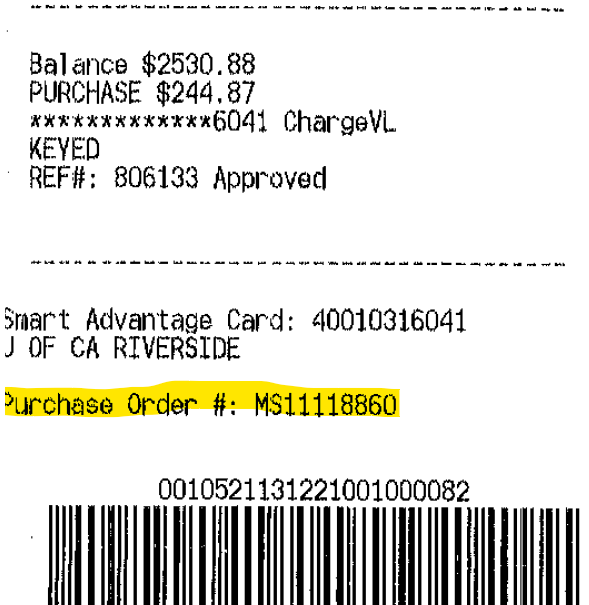 Balance $2530.88
PURCHASE $244.87
*************6041 ChargeVL
KEYED
REF#: 806133 Approved
Smart Advantage Card: 40010316041
U OF CA RIVERSIDE
Purchase Order #: MS11118860
0010521131221001000082